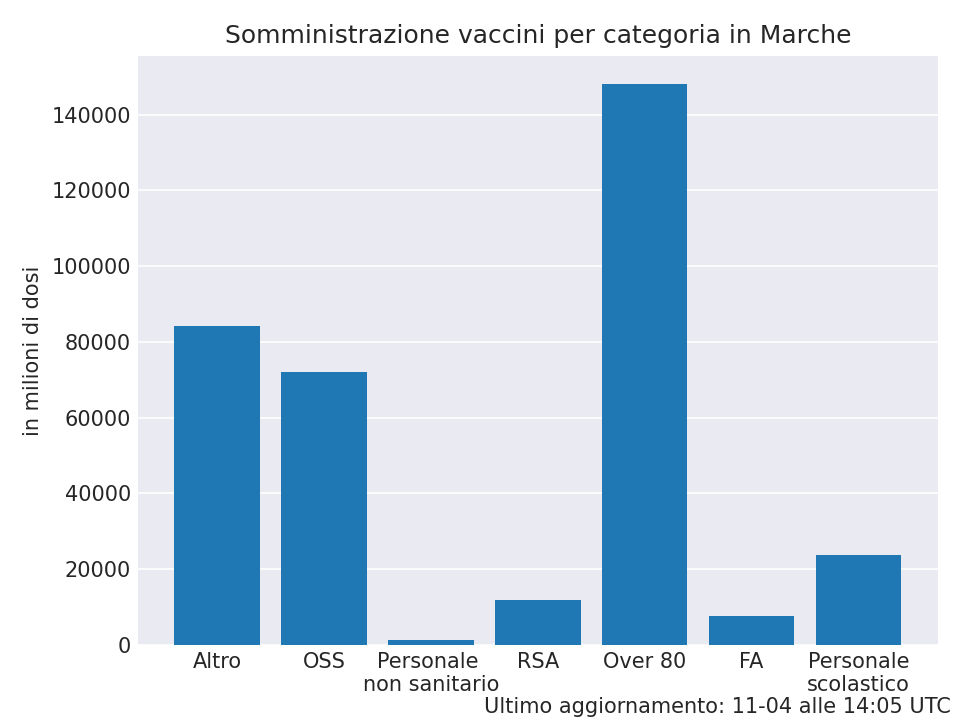 Somministrazione vaccini per categoria in Marche
in milioni di dosi
140000
120000
100000
80000
60000
40000
20000
0
Altro
OSS
Personale
non sanitario
RSA
Over 80
FA
Personale
scolastico
Ultimo aggiornamento: 11-04 alle 14:05 UTC